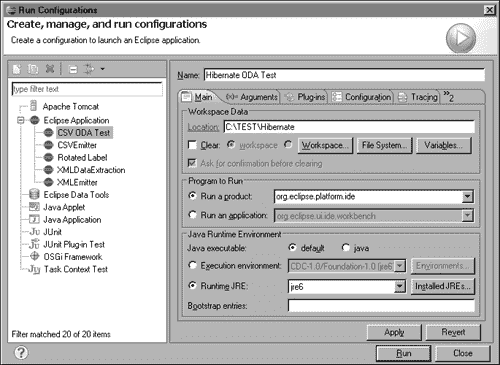 Run Configurations
Create, manage, and run configurations
Create a configuration to launch an Eclipse application.
type filter text
Apache Tomcat
Eclipse Application
CSV ODA Test
CSVEmitter
Rotated Label
XMLDataExtraction
XMLEmitter
Eclipse Data Tools
Java Applet
Java Application
JUnit
JUnit Plug-in Test
OSGi Framework
Task Context Test
Filter matched 20 of 20 items
Name: Hibernate ODA Test
Main (x)= Arguments Plug-ins Configuration Tracing »2
Workspace Data
Location: C:\TEST\Hibernate
Clear: workspace Workspace... File System... Variables...
Ask for confirmation before clearing
Program to Run
Run a product: org.eclipse.platform.ide
Run an application: org.eclipse.ui.ide.workbench
Java Runtime Environment
Java executable: default java
Execution environment: CDC-1.0/Foundation-1.0 (jre6) Environments...
Runtime JRE: jre6 Installed JREs...
Bootstrap entries:
Apply Revert
Run Close